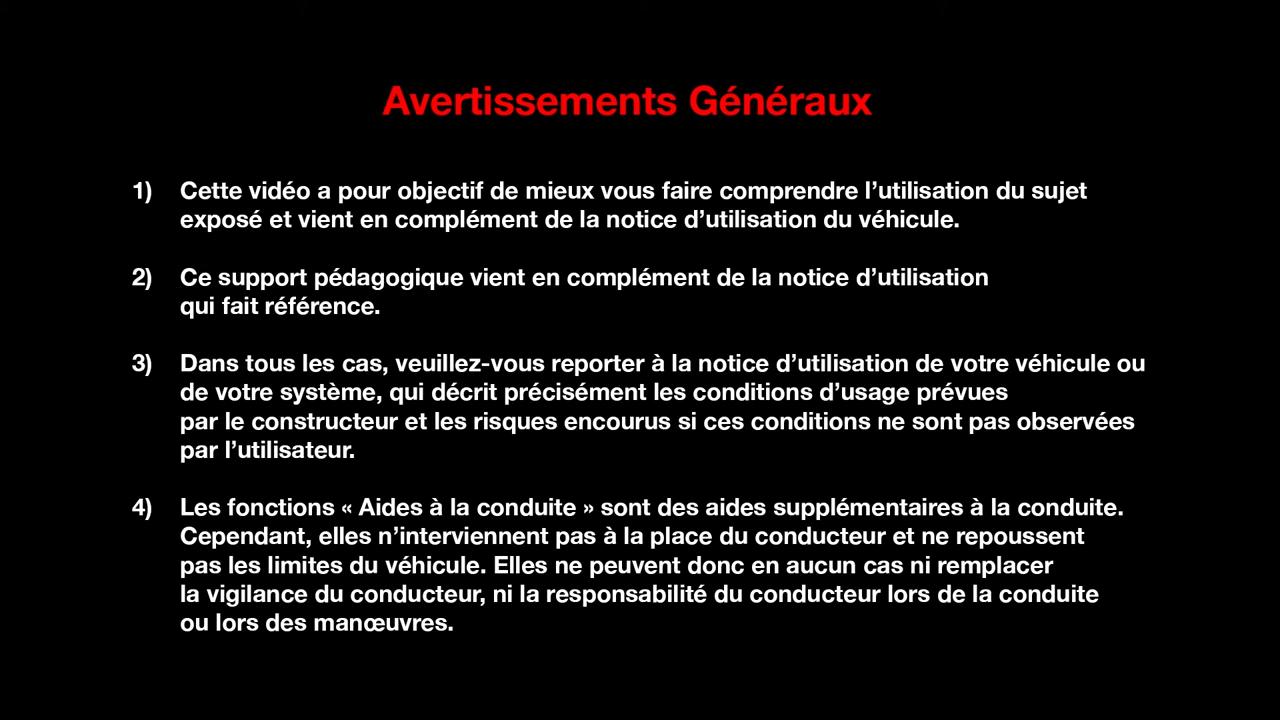 Avertissements Généraux
1) Cette vidéo a pour objectif de mieux vous faire comprendre l’utilisation du sujet
exposé et vient en complément de la notice d’utilisation du véhicule.
2) Ce support pédagogique vient en complément de la notice d’utilisation
qui fait référence.
3) Dans tous les cas, veuillez-vous reporter à la notice d’utilisation de votre véhicule ou
de votre système, qui décrit précisément les conditions d’usage prévues
par le constructeur et les risques encourus si ces conditions ne sont pas observées
par l’utilisateur.
4) Les fonctions « Aides à la conduite » sont des aides supplémentaires à la conduite.
Cependant, elles n’interviennent pas à la place du conducteur et ne repoussent
pas les limites du véhicule. Elles ne peuvent donc en aucun cas ni remplacer
la vigilance du conducteur, ni la responsabilité du conducteur lors de la conduite
ou lors des manœuvres.